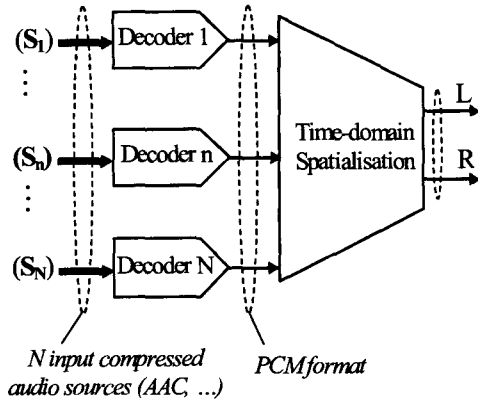 (S1)
Decoder 1
⋮
(Sn)
Decoder n
⋮
(SN)
Decoder N
Time-domain
Spatialisation
L
R
N input compressed
audio sources (AAC, ...)
PCM format